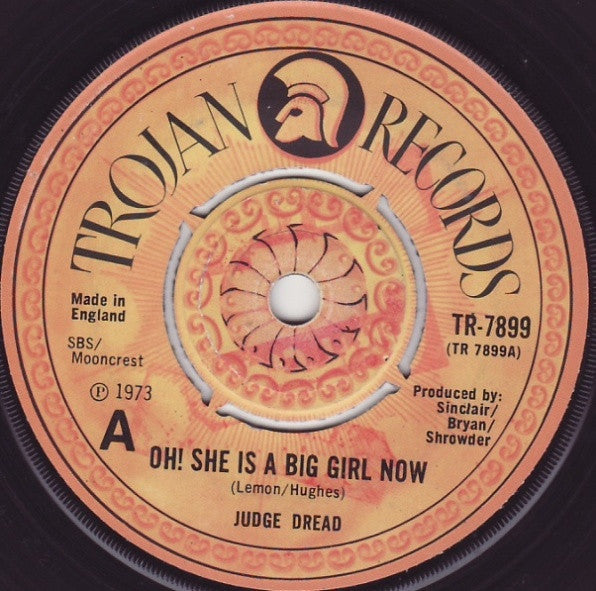 TROJAN RECORDS
Made in
England
SBS/
Mooncrest
℗ 1973
A
TR-7899
(TR 7899A)
Produced by:
Sinclair/
Bryan/
Shrowder
OH! SHE IS A BIG GIRL NOW
(Lemon/Hughes)
JUDGE DREAD